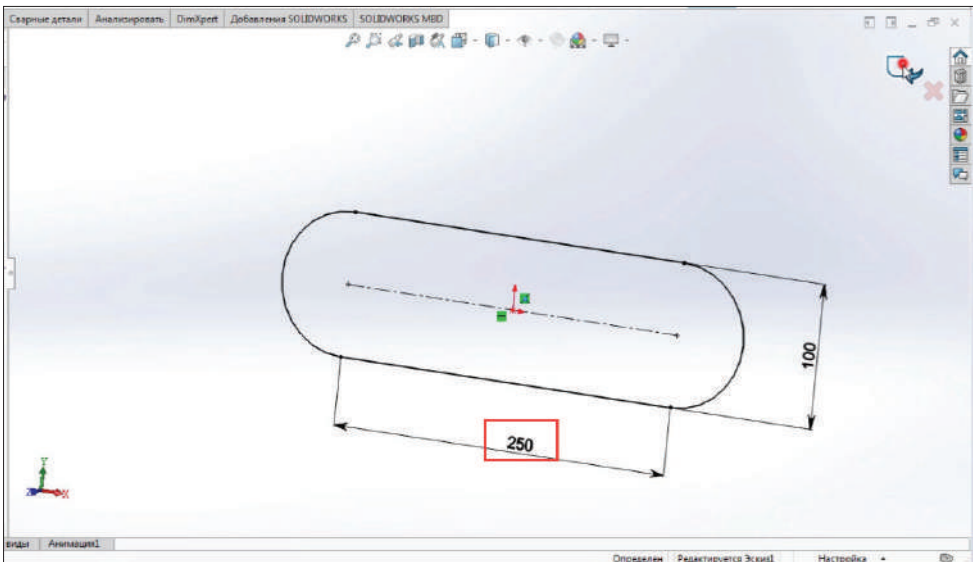 Сварные детали Анализировать DimXpert Добавления SOLIDWORKS SOLIDWORKS MBD
100
250
Y
Z X
виды Анимация1
Определен Редактируется Эскиз1 Настройка